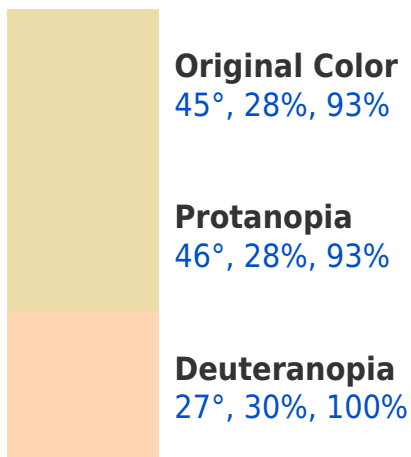 Original Color
45°, 28%, 93%
Protanopia
46°, 28%, 93%
Deuteranopia
27°, 30%, 100%